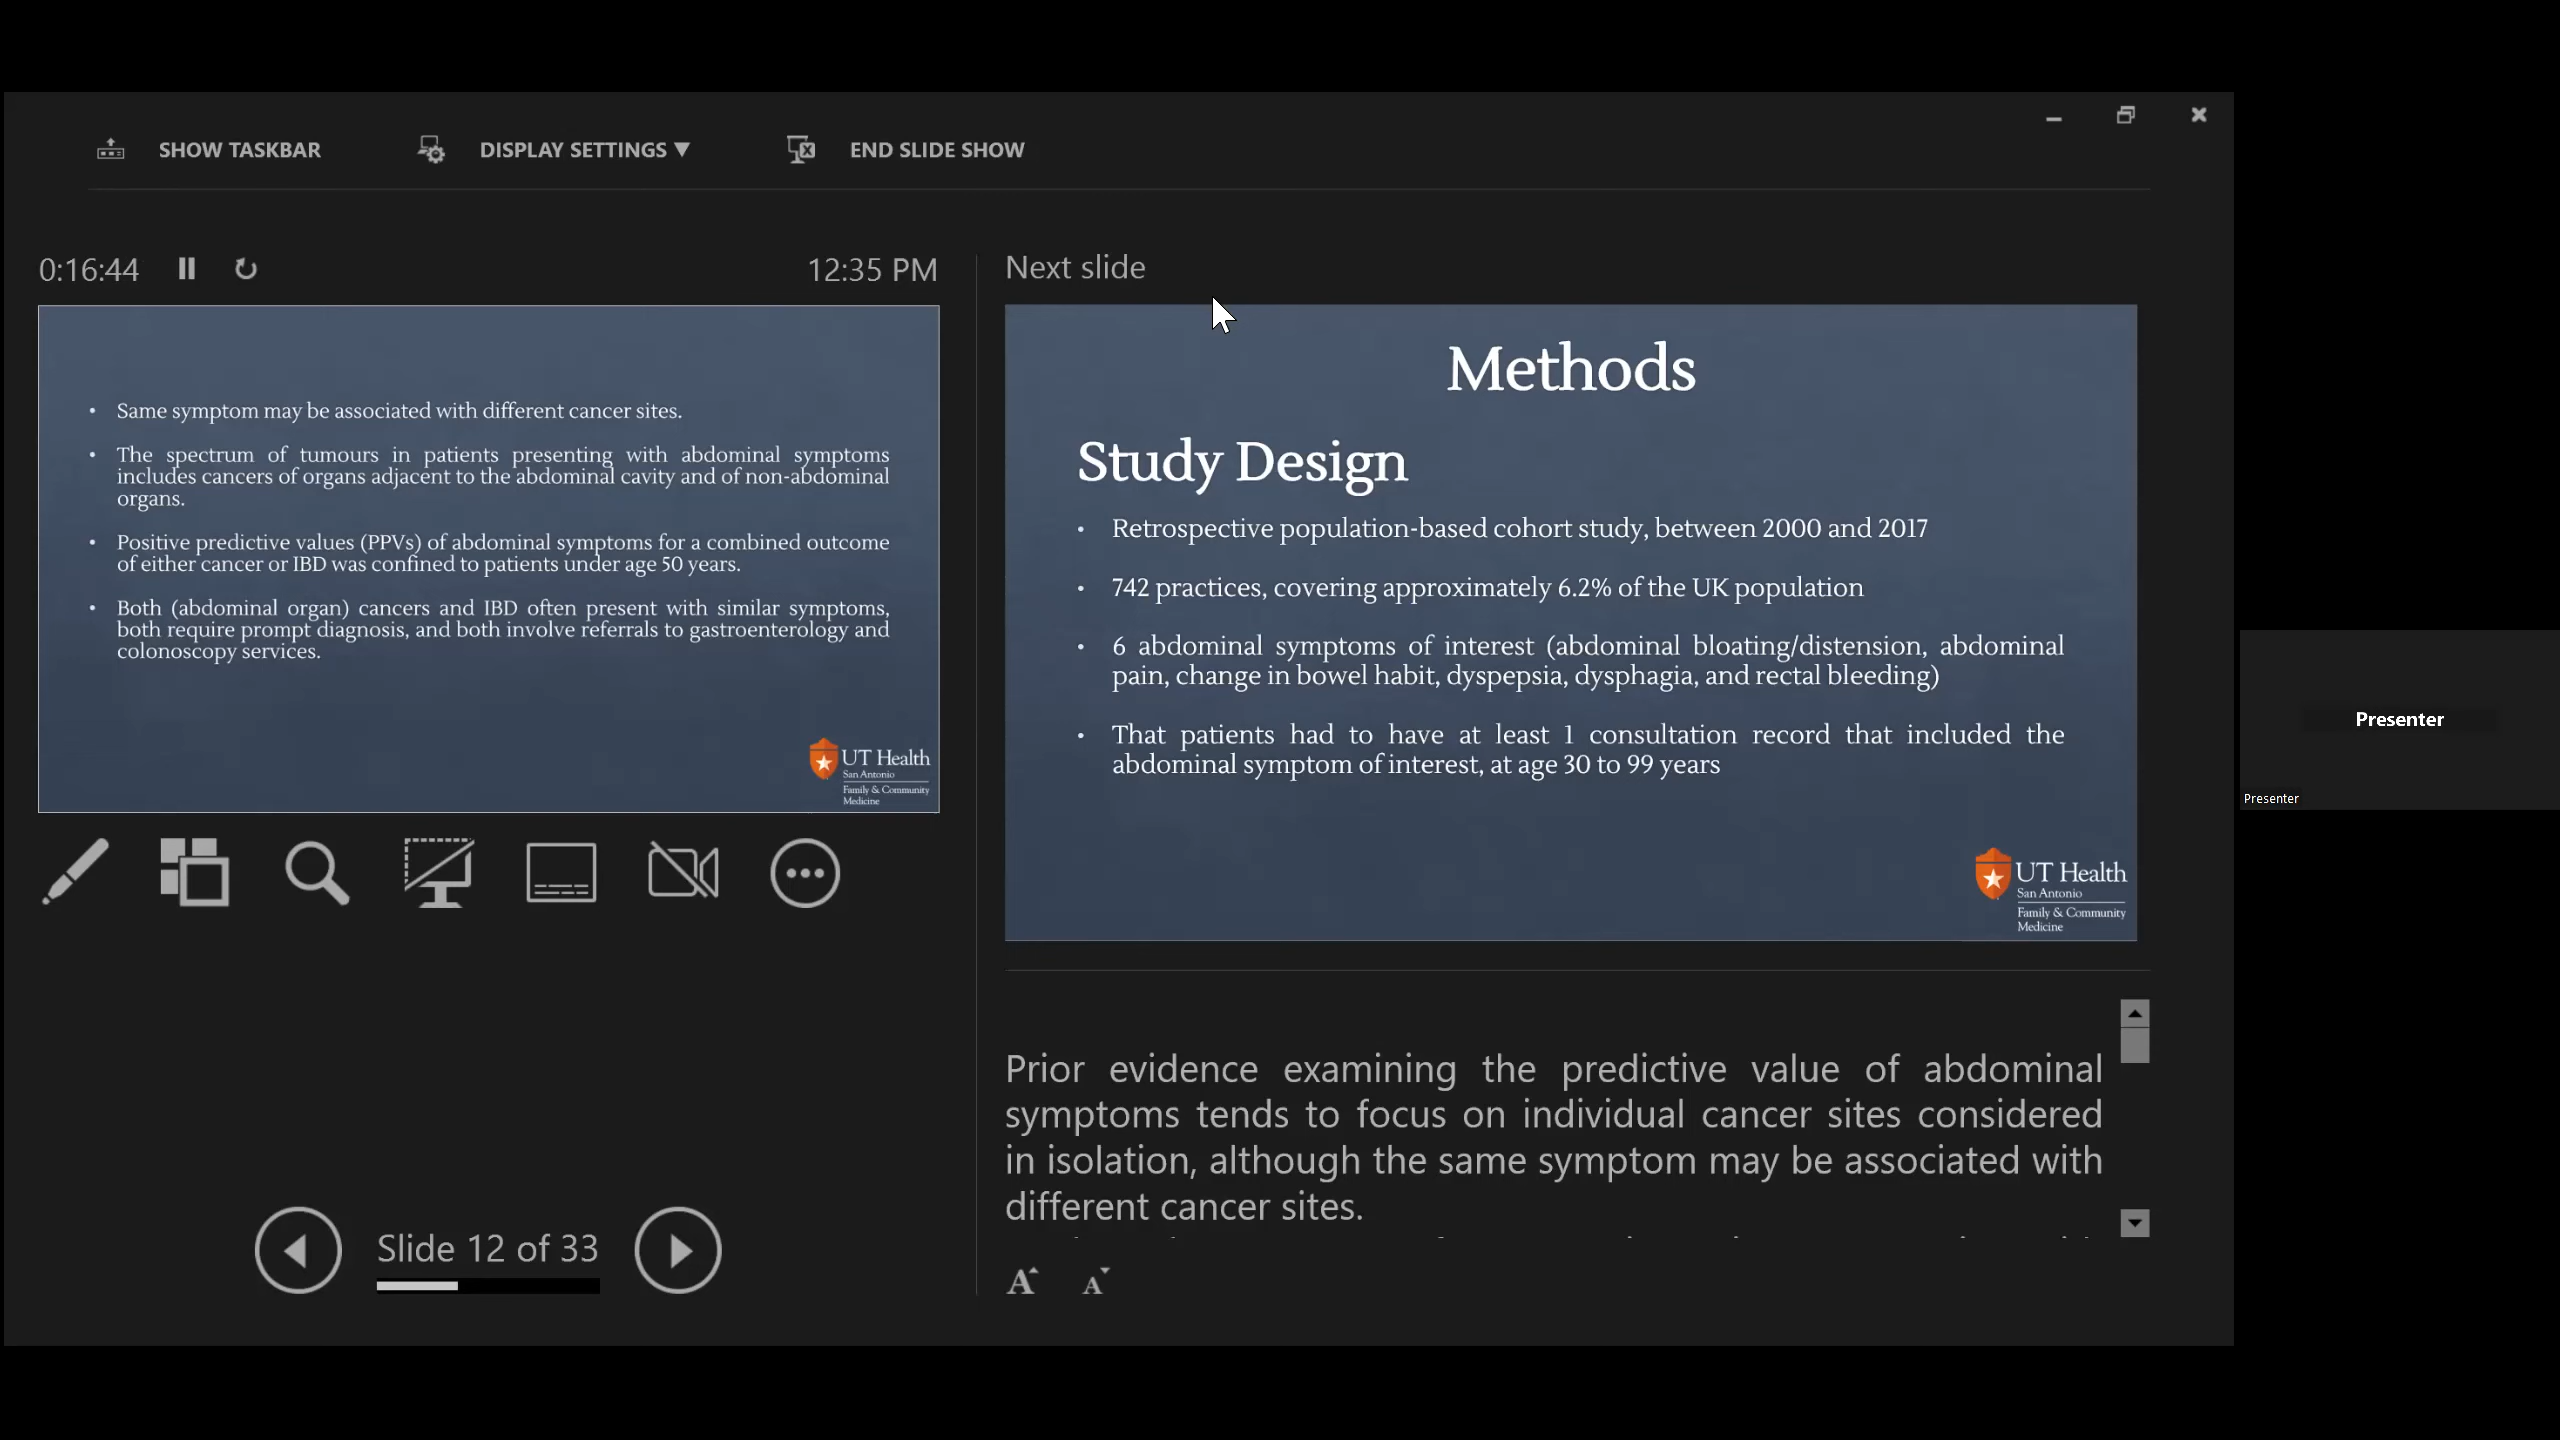 SHOW TASKBAR
DISPLAY SETTINGS ▼
END SLIDE SHOW
0:16:44
12:35 PM
• Same symptom may be associated with different cancer sites.
• The spectrum of tumours in patients presenting with abdominal symptoms
includes cancers of organs adjacent to the abdominal cavity and of non-abdominal
organs.
• Positive predictive values (PPVs) of abdominal symptoms for a combined outcome
of either cancer or IBD was confined to patients under age 50 years.
• Both (abdominal organ) cancers and IBD often present with similar symptoms,
both require prompt diagnosis, and both involve referrals to gastroenterology and
colonoscopy services.
UT Health
San Antonio
Family & Community
Medicine
Slide 12 of 33
Next slide
Methods
Study Design
• Retrospective population-based cohort study, between 2000 and 2017
• 742 practices, covering approximately 6.2% of the UK population
• 6 abdominal symptoms of interest (abdominal bloating/distension, abdominal
pain, change in bowel habit, dyspepsia, dysphagia, and rectal bleeding)
• That patients had to have at least 1 consultation record that included the
abdominal symptom of interest, at age 30 to 99 years
UT Health
San Antonio
Family & Community
Medicine
Prior evidence examining the predictive value of abdominal
symptoms tends to focus on individual cancer sites considered
in isolation, although the same symptom may be associated with
different cancer sites.
A A
Presenter
Presenter